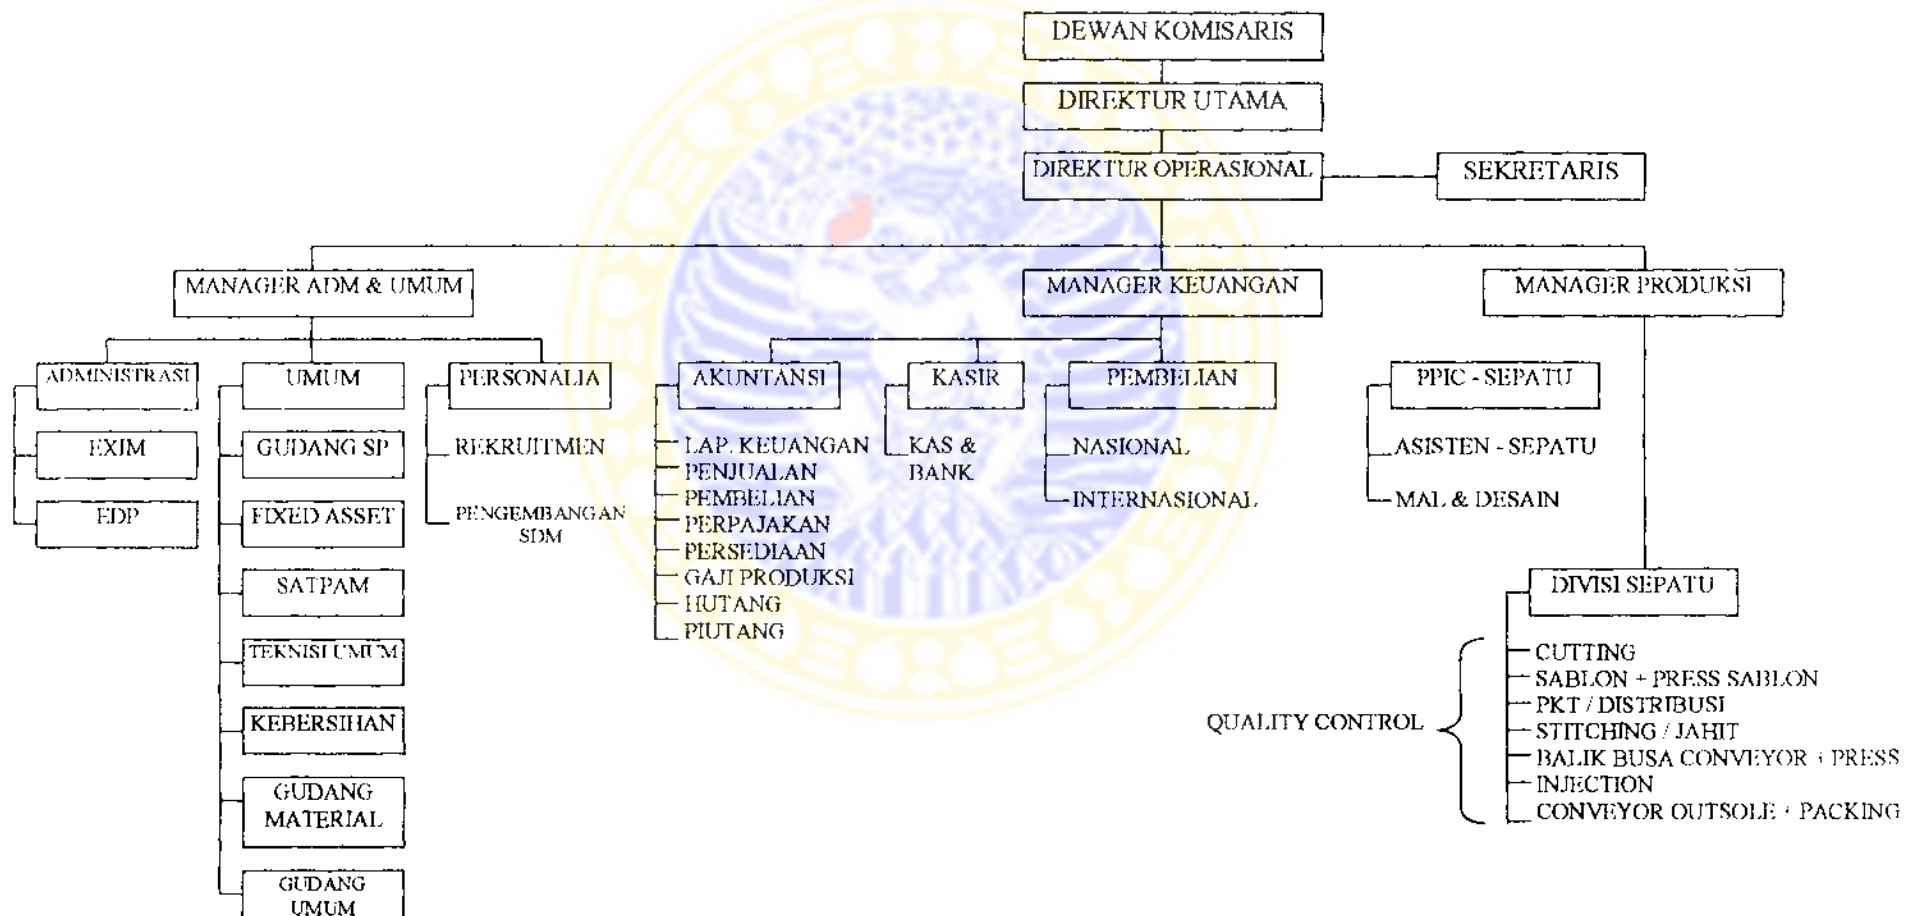 DEWAN KOMISARIS
DIREKTUR UTAMA
DIREKTUR OPERASIONAL
SEKRETARIS
MANAGER ADM & UMUM
MANAGER KEUANGAN
MANAGER PRODUKSI
ADMINISTRASI
EXIM
EDP
UMUM
GUDANG SP
FIXED ASSET
SATPAM
TEKNISI UMUM
KEBERSIHAN
GUDANG
MATERIAL
GUDANG
UMUM
PERSONALIA
REKRUITMEN
PENGEMBANGAN
SDM
AKUNTANSI
LAP. KEUANGAN
PENJUALAN
PEMBELIAN
PERPAJAKAN
PERSEDIAAN
GAJI PRODUKSI
HUTANG
PIUTANG
KASIR
KAS &
BANK
PEMBELIAN
NASIONAL
INTERNASIONAL
PPIC - SEPATU
ASISTEN - SEPATU
MAL & DESAIN
DIVISI SEPATU
QUALITY CONTROL
CUTTING
SABLON + PRESS SABLON
PKT / DISTRIBUSI
STITCHING / JAHIT
BALIK BUSA CONVEYOR + PRESS
INJECTION
CONVEYOR OUTSOLE + PACKING